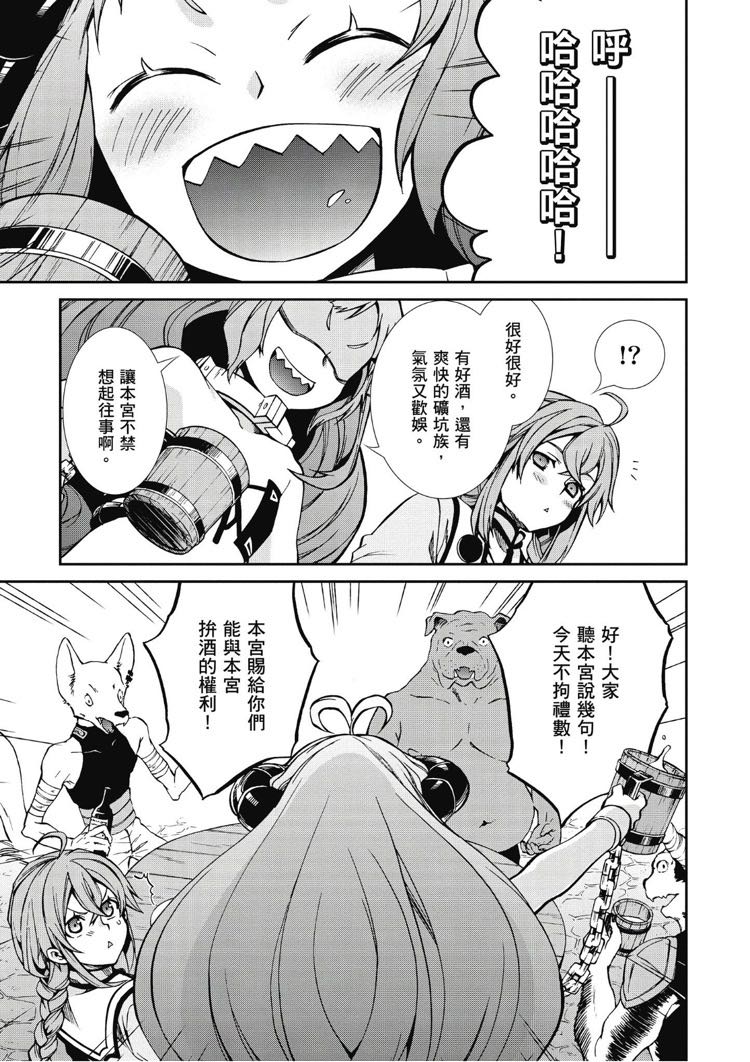 呼——
哈哈哈哈哈！
!?
很好很好。
有好酒，還有
爽快的礦坑族，
氣氛又歡娛。
讓本宮不禁
想起往事啊。
好！大家
聽本宮說幾句！
今天不拘禮數！
本宮賜給你們
能與本宮
拚酒的權利！